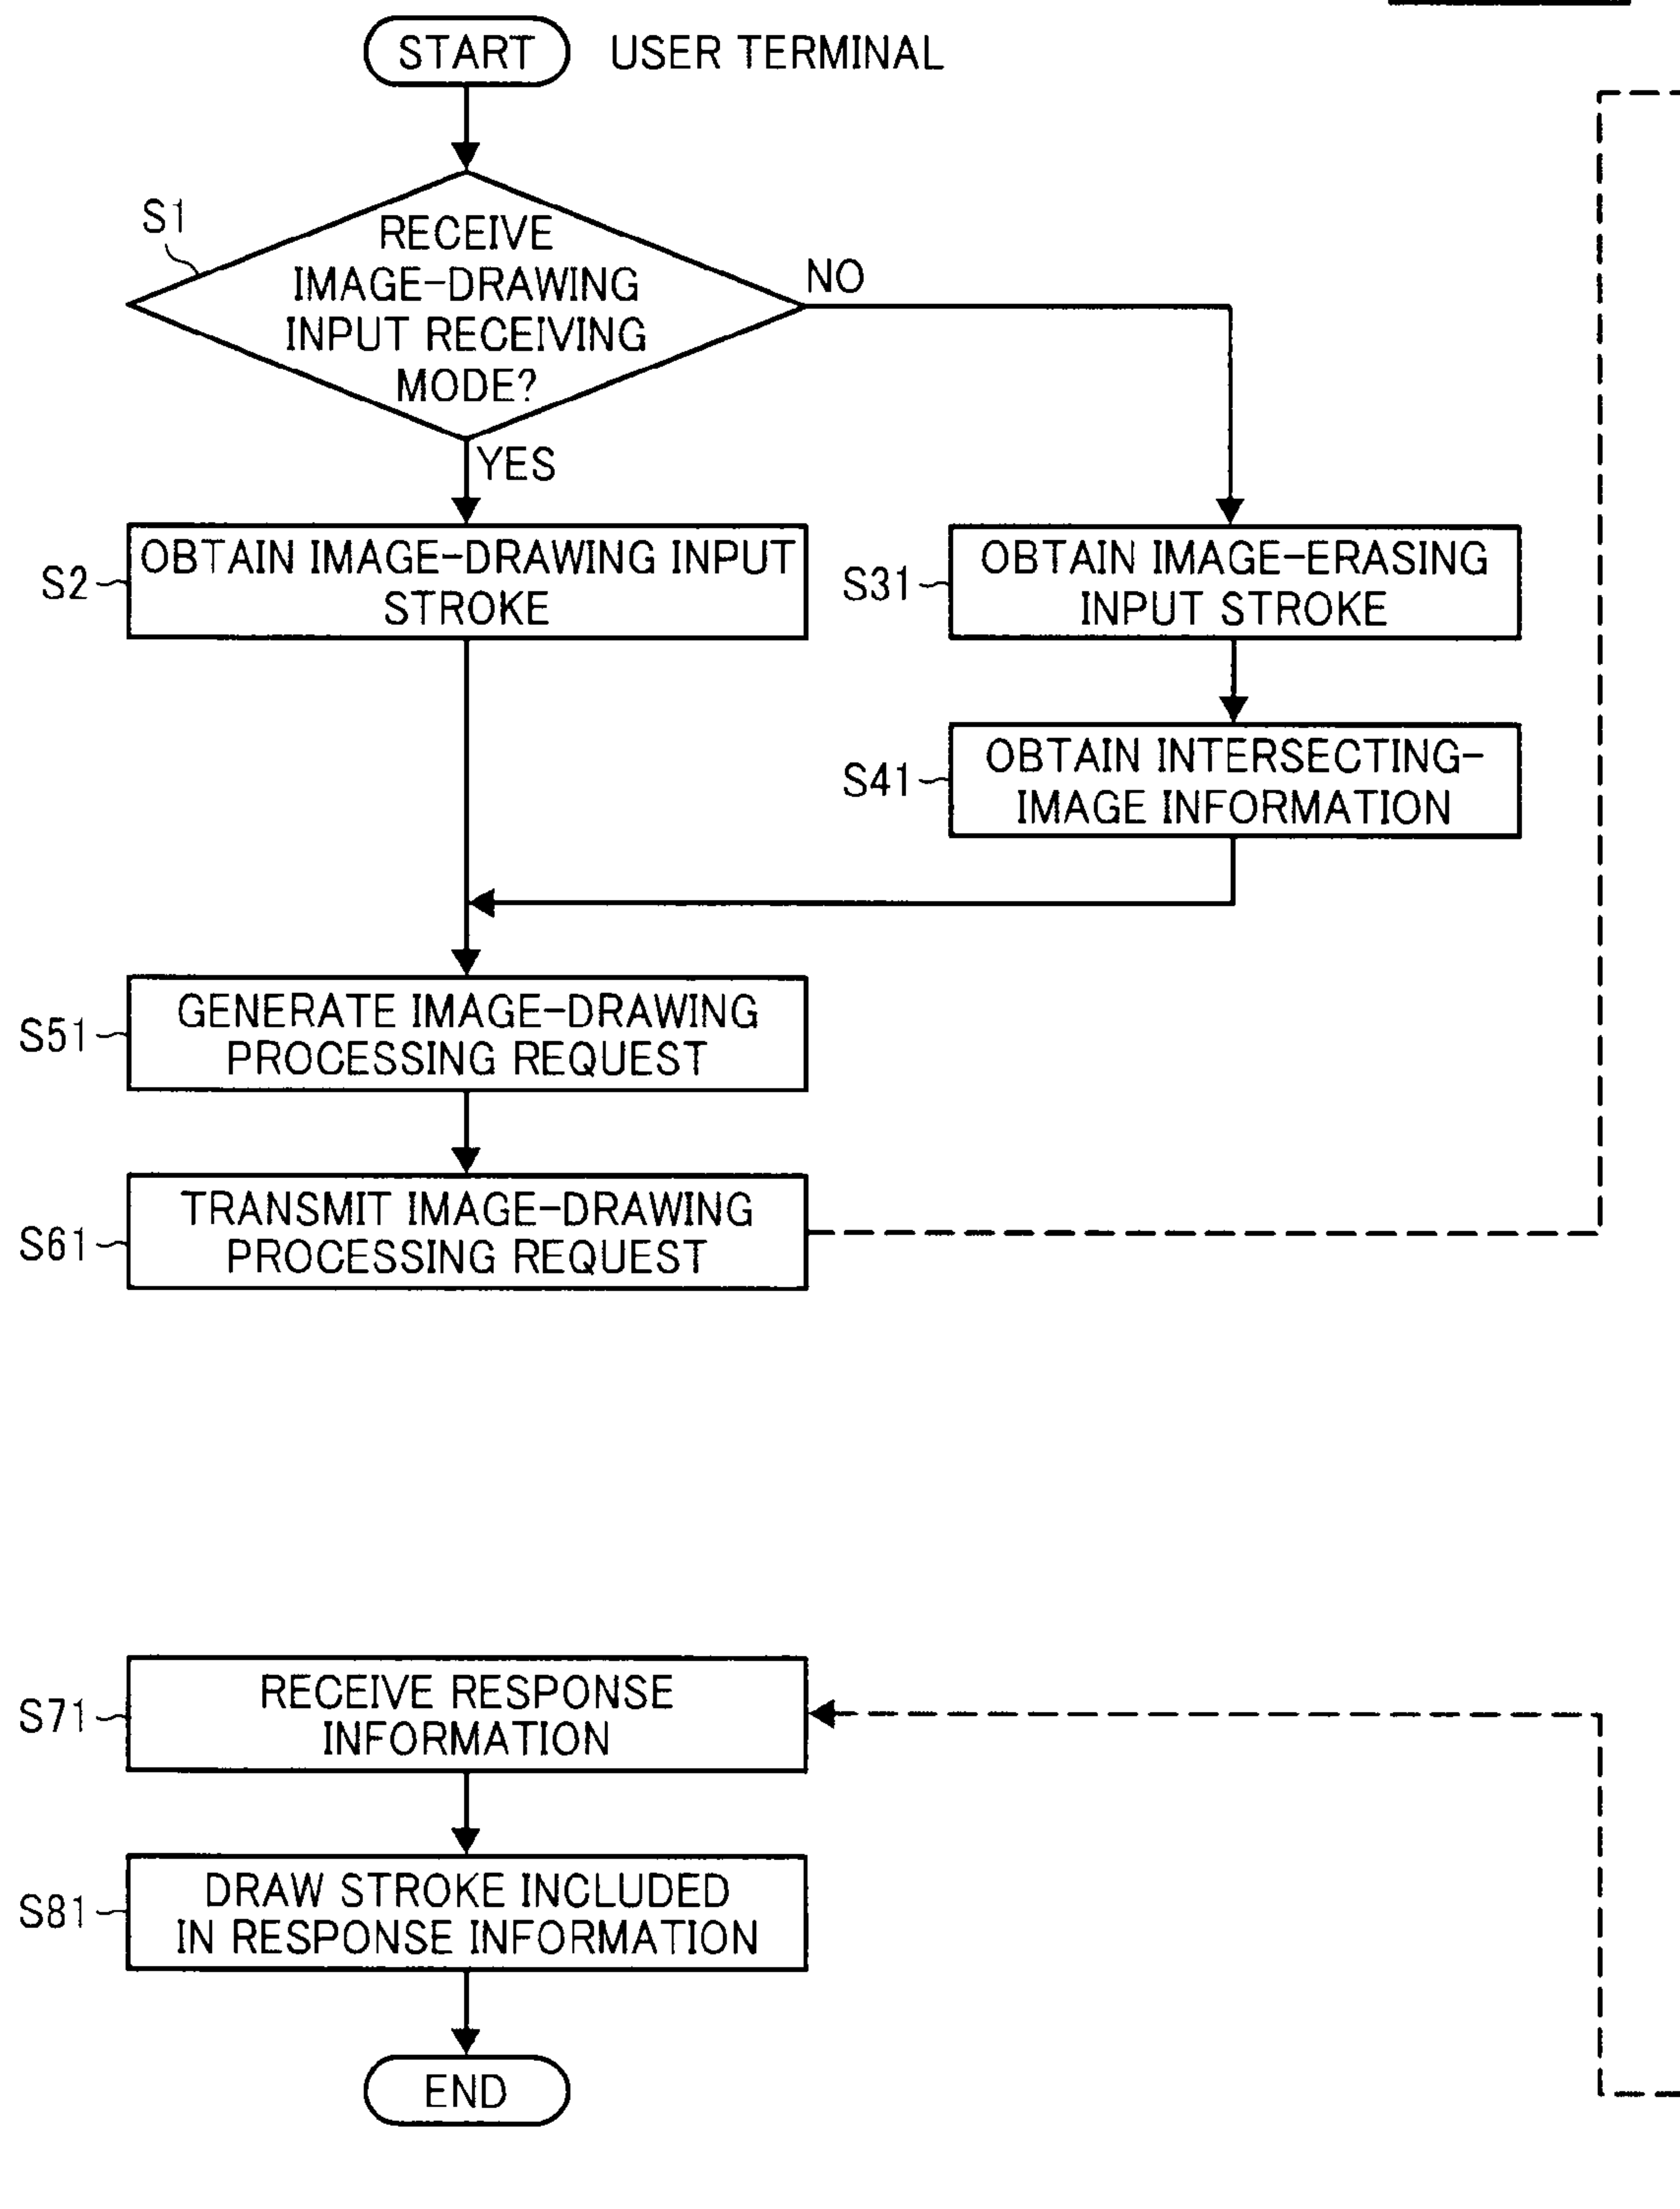 START
USER TERMINAL
S1
RECEIVE
IMAGE-DRAWING
INPUT RECEIVING
MODE?
NO
YES
S2
OBTAIN IMAGE-DRAWING INPUT
STROKE
S31
OBTAIN IMAGE-ERASING
INPUT STROKE
S41
OBTAIN INTERSECTING-
IMAGE INFORMATION
S51
GENERATE IMAGE-DRAWING
PROCESSING REQUEST
S61
TRANSMIT IMAGE-DRAWING
PROCESSING REQUEST
S71
RECEIVE RESPONSE
INFORMATION
S81
DRAW STROKE INCLUDED
IN RESPONSE INFORMATION
END